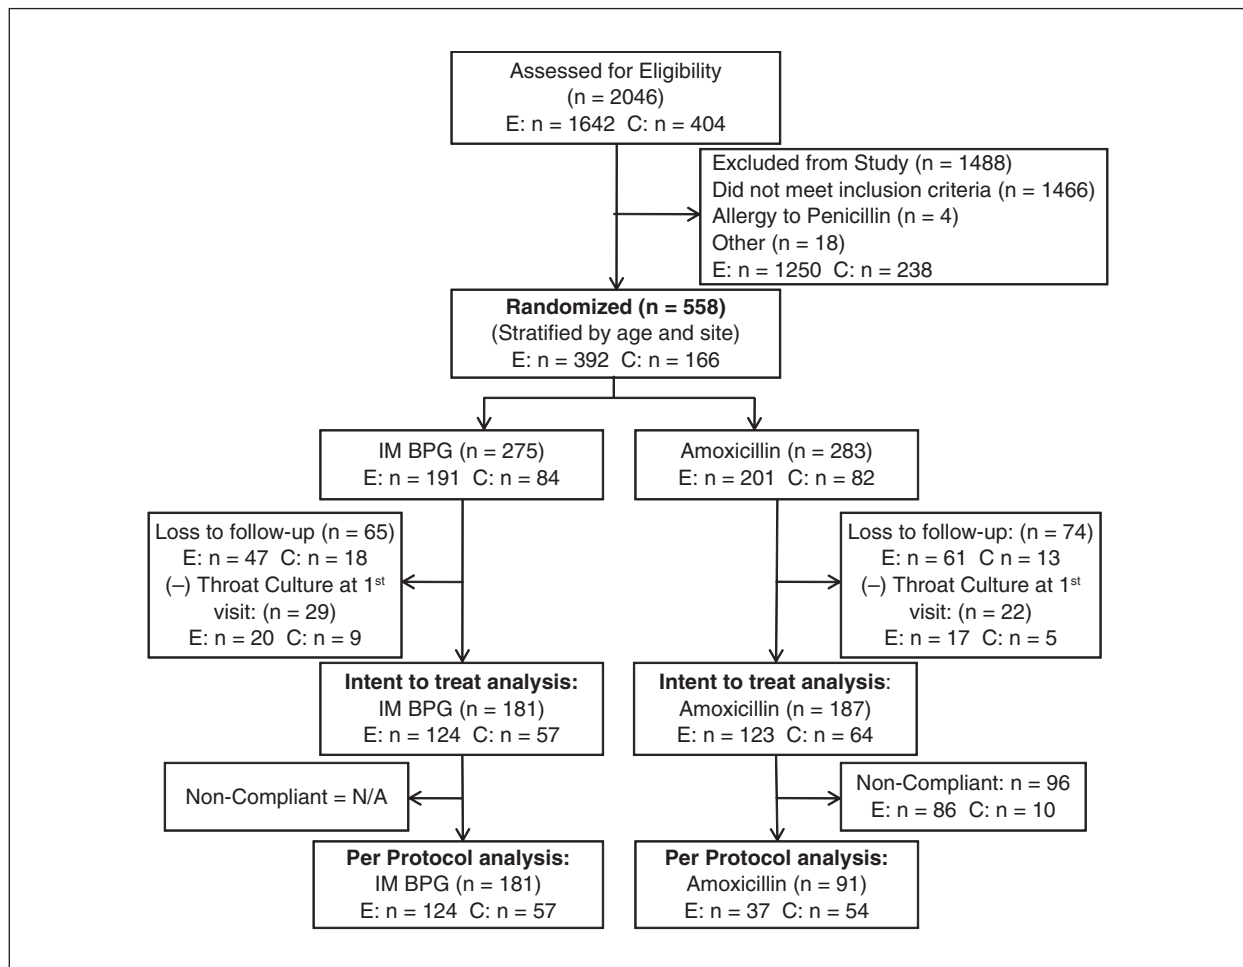 Assessed for Eligibility
(n = 2046)
E: n = 1642 C: n = 404
Excluded from Study (n = 1488)
Did not meet inclusion criteria (n = 1466)
Allergy to Penicillin (n = 4)
Other (n = 18)
E: n = 1250 C: n = 238
Randomized (n = 558)
(Stratified by age and site)
E: n = 392 C: n = 166
IM BPG (n = 275)
E: n = 191 C: n = 84
Amoxicillin (n = 283)
E: n = 201 C: n = 82
Loss to follow-up (n = 65)
E: n = 47 C: n = 18
(–) Throat Culture at 1st
visit: (n = 29)
E: n = 20 C: n = 9
Loss to follow-up: (n = 74)
E: n = 61 C n = 13
(–) Throat Culture at 1st
visit: (n = 22)
E: n = 17 C: n = 5
Intent to treat analysis:
IM BPG (n = 181)
E: n = 124 C: n = 57
Intent to treat analysis:
Amoxicillin (n = 187)
E: n = 123 C: n = 64
Non-Compliant = N/A
Non-Compliant: n = 96
E: n = 86 C: n = 10
Per Protocol analysis:
IM BPG (n = 181)
E: n = 124 C: n = 57
Per Protocol analysis:
Amoxicillin (n = 91)
E: n = 37 C: n = 54